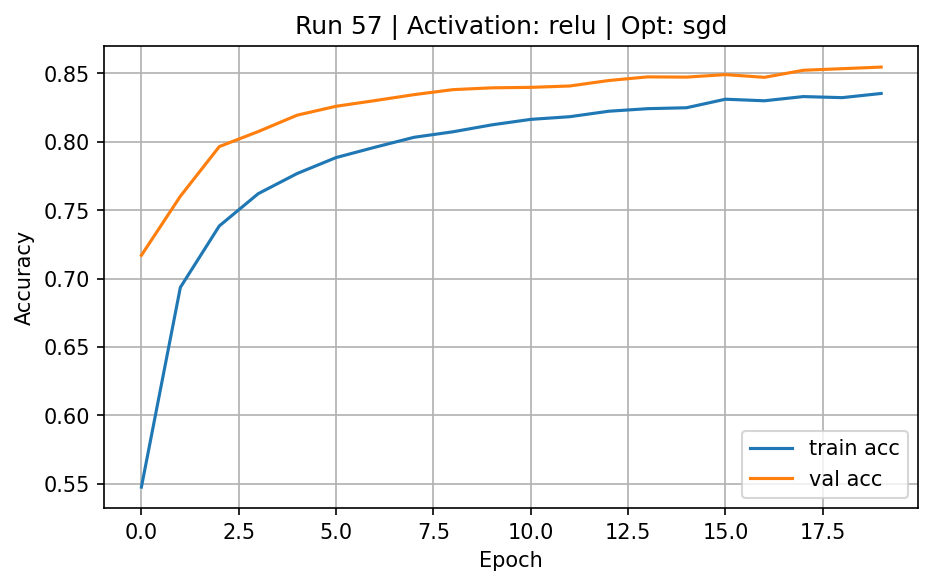 Run 57 | Activation: relu | Opt: sgd
Accuracy
0.85
0.80
0.75
0.70
0.65
0.60
0.55
train acc
val acc
0.0 2.5 5.0 7.5 10.0 12.5 15.0 17.5
Epoch